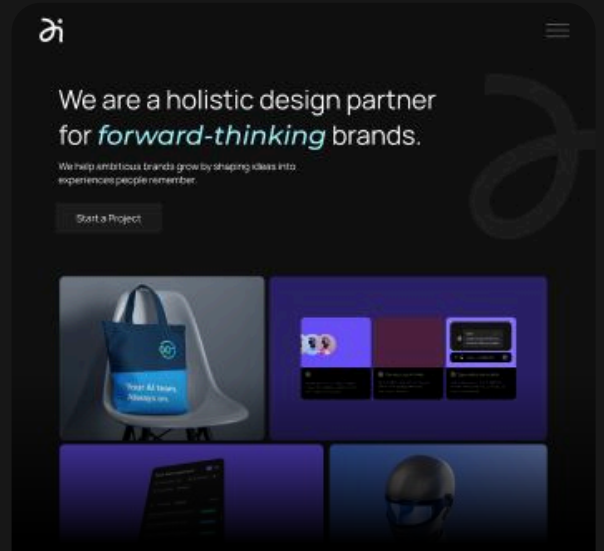 We are a holistic design partner
for forward-thinking brands.
We help ambitious brands grow by shaping ideas into
experiences people remember.
Start a Project
Your AI team.
Always on.